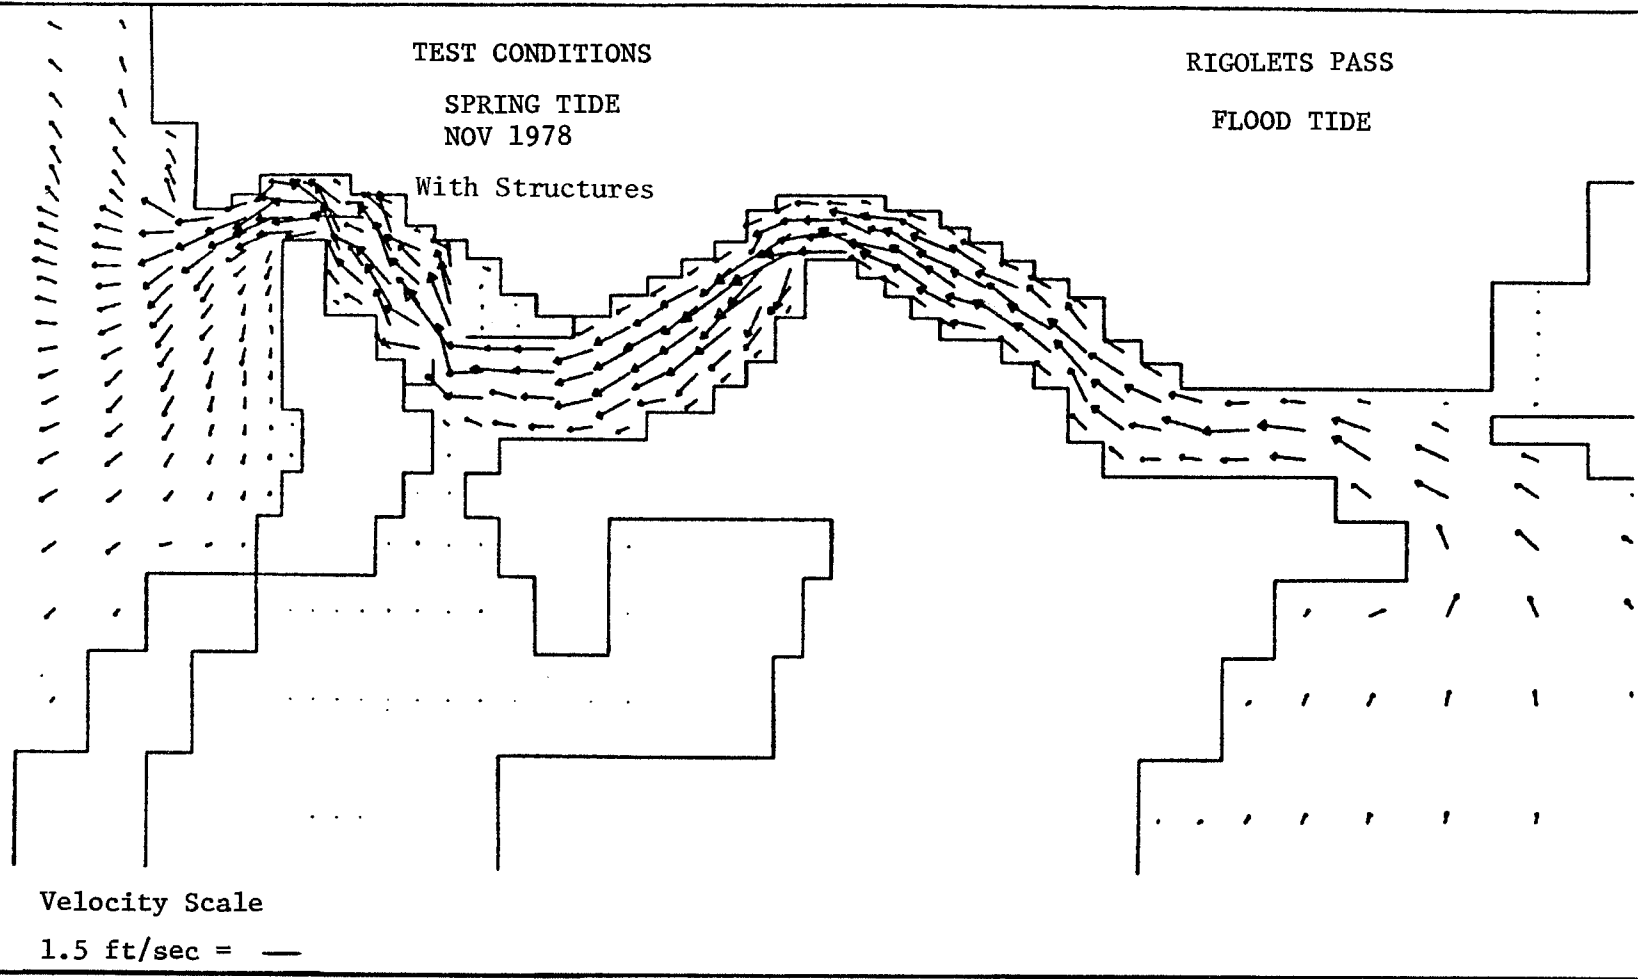 TEST CONDITIONS
SPRING TIDE
NOV 1978
With Structures
RIGOLETS PASS
FLOOD TIDE
Velocity Scale
1.5 ft/sec = —